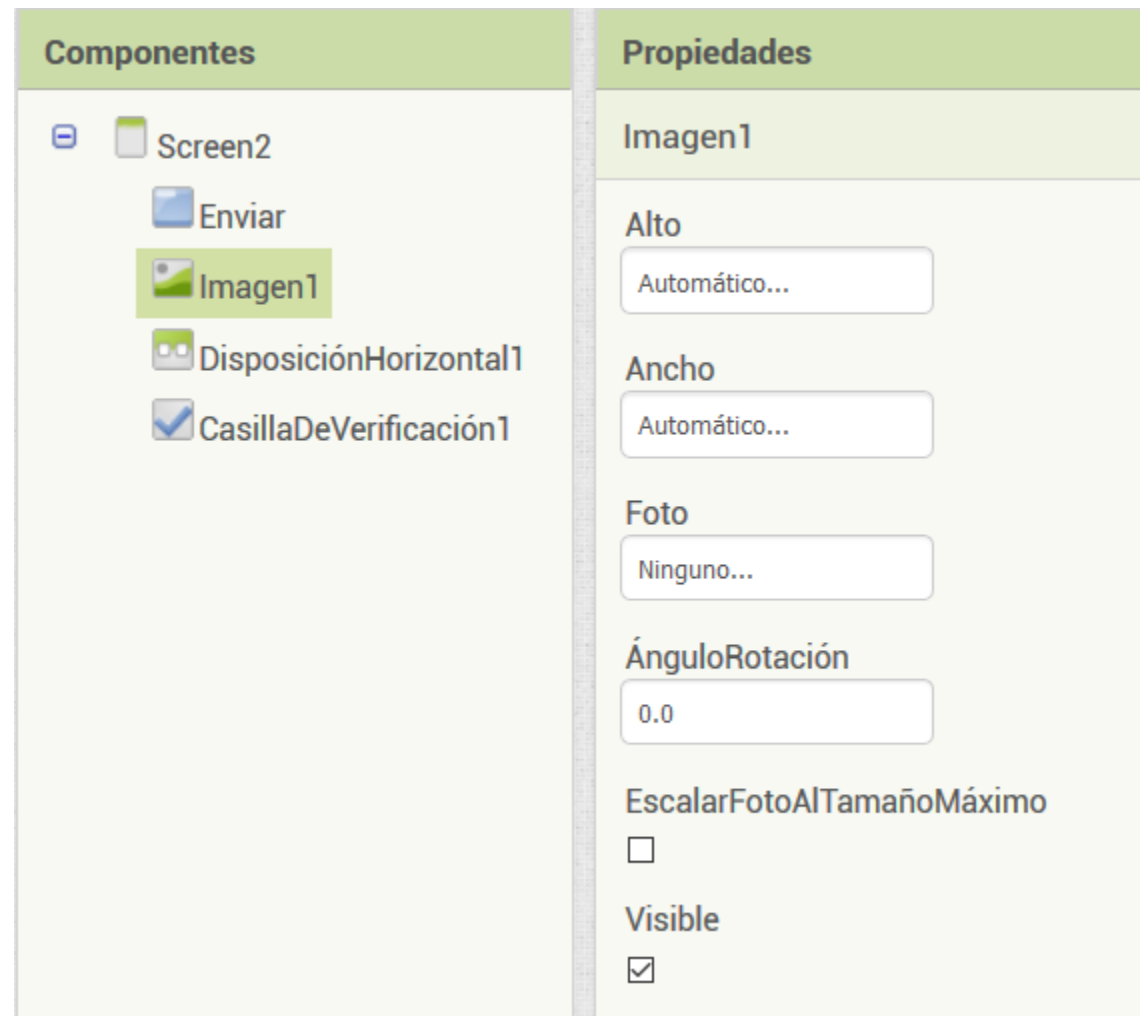 Componentes
Screen2
Enviar
Imagen1
DisposiciónHorizontal1
CasillaDeVerificación1
Propiedades
Imagen1
Alto
Automático...
Ancho
Automático...
Foto
Ninguno...
ÁnguloRotación
0.0
EscalarFotoAlTamañoMáximo
Visible